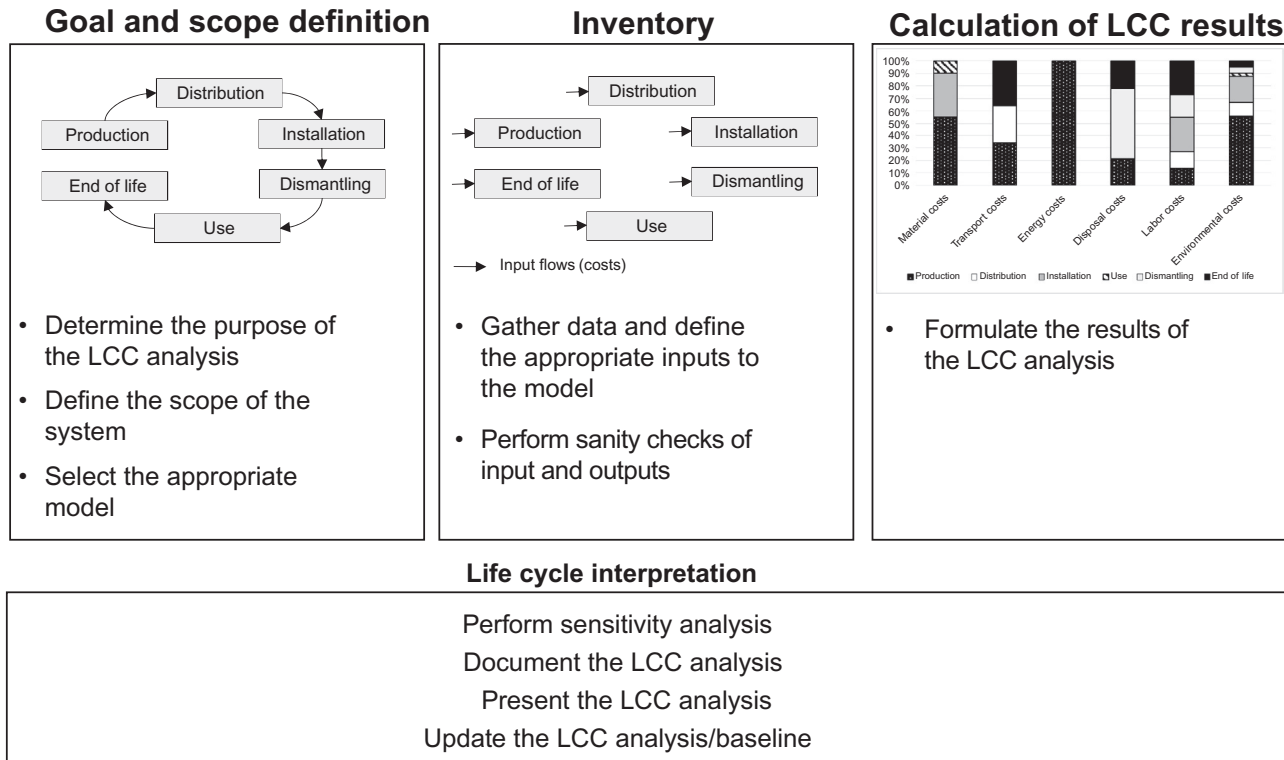 Goal and scope definition
Distribution
Production
Installation
End of life
Dismantling
Use
• Determine the purpose of
the LCC analysis
• Define the scope of the
system
• Select the appropriate
model
Inventory
Distribution
Production
Installation
End of life
Dismantling
Use
Input flows (costs)
• Gather data and define
the appropriate inputs to
the model
• Perform sanity checks of
input and outputs
Calculation of LCC results
100%
90%
80%
70%
60%
50%
40%
30%
20%
10%
0%
Material costs
Transport costs
Energy costs
Disposal costs
Labor costs
Environmental costs
Production Distribution Installation Use Dismantling End of life
• Formulate the results of
the LCC analysis
Life cycle interpretation
Perform sensitivity analysis
Document the LCC analysis
Present the LCC analysis
Update the LCC analysis/baseline